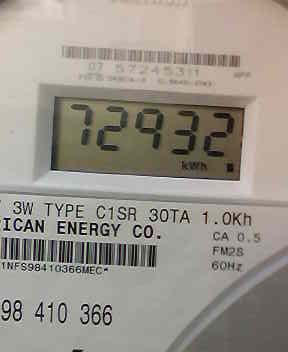 07 57245311
72932
kWh
3W TYPE C1SR 30TA 1.0Kh
ICAN ENERGY CO. CA 0.5
FM2S
1NFS98410366MEC* 60Hz
98 410 366